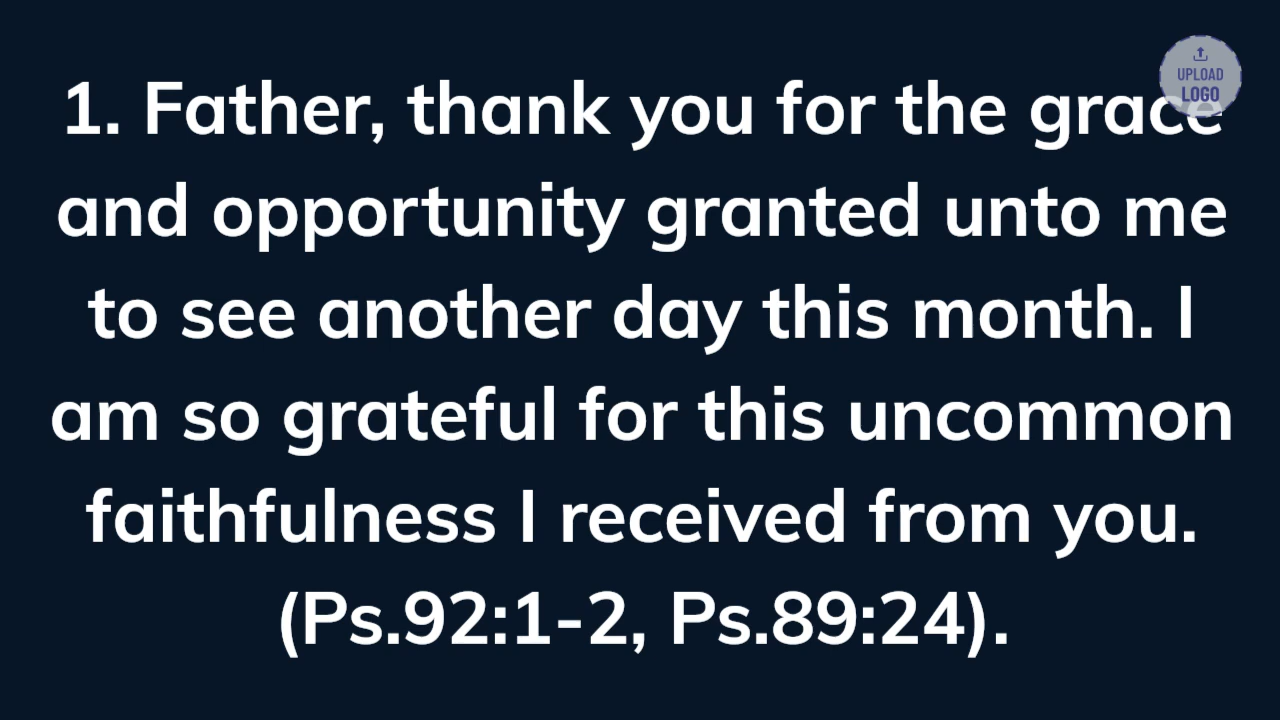 UPLOAD
LOGO
1. Father, thank you for the grace
and opportunity granted unto me
to see another day this month. I
am so grateful for this uncommon
faithfulness I received from you.
(Ps.92:1-2, Ps.89:24).